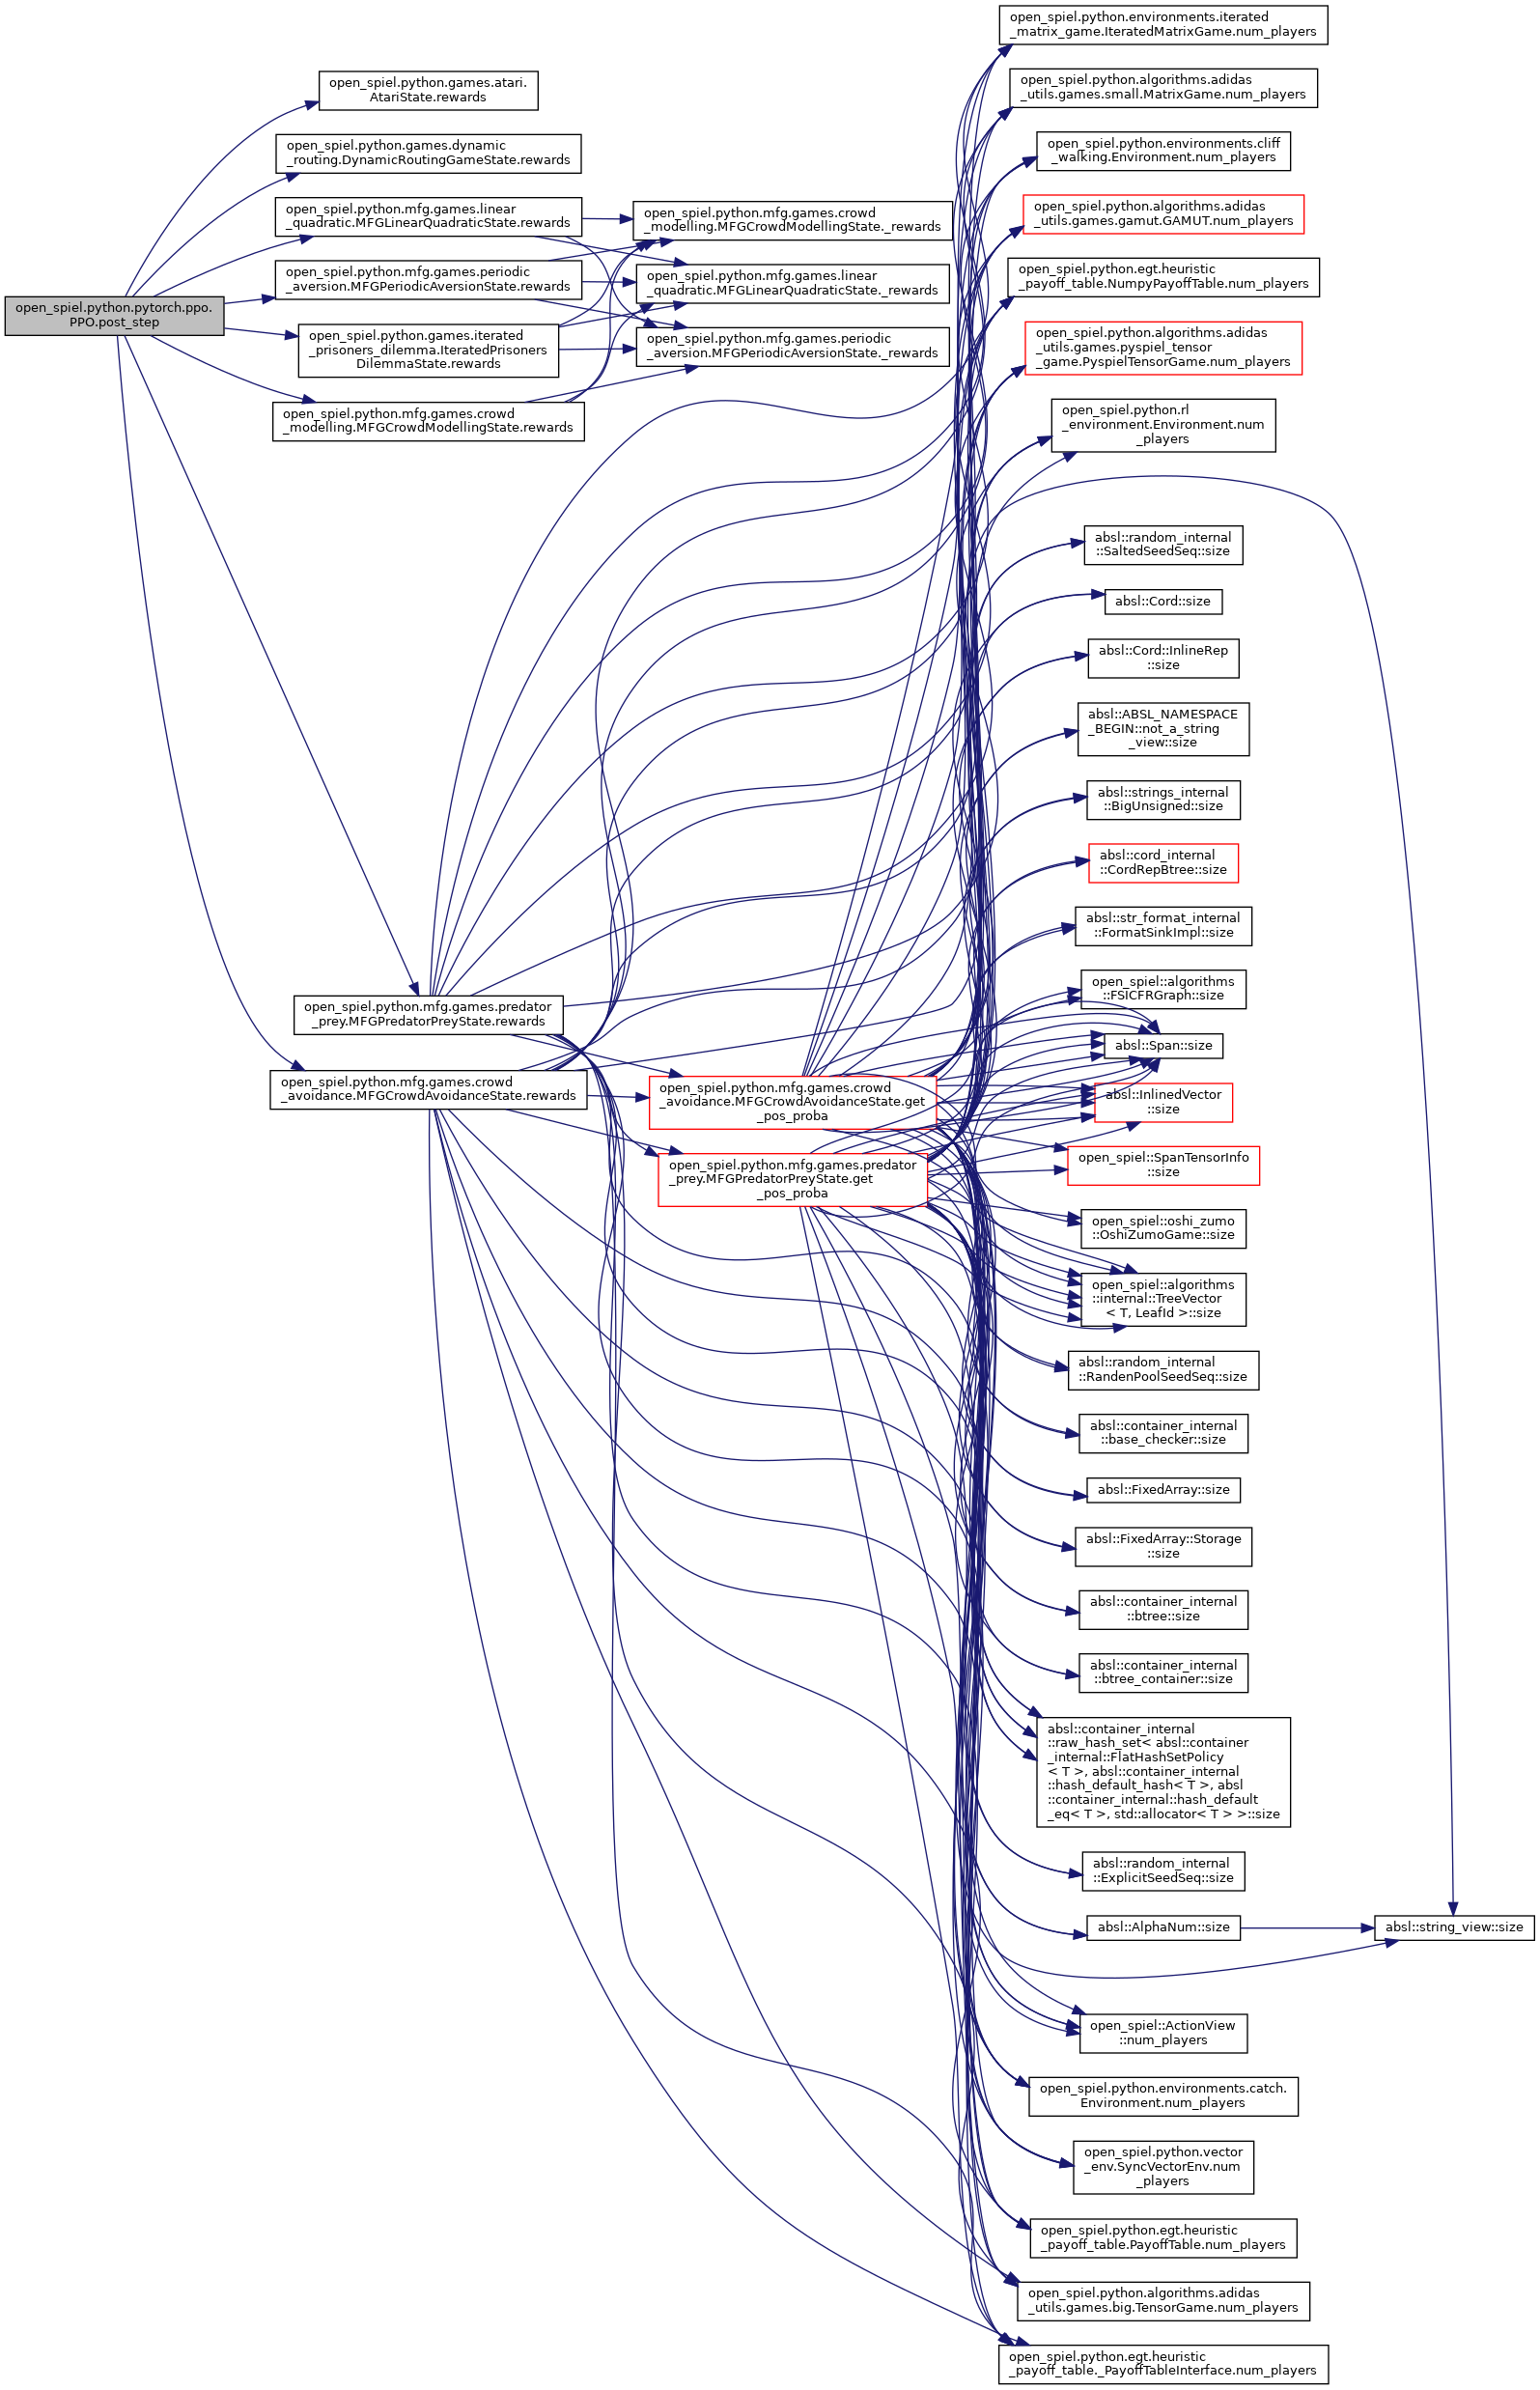 open_spiel.python.pytorch.ppo.
PPO.post_step
open_spiel.python.games.atari.
AtariState.rewards
open_spiel.python.games.dynamic
_routing.DynamicRoutingGameState.rewards
open_spiel.python.mfg.games.linear
_quadratic.MFGLinearQuadraticState.rewards
open_spiel.python.mfg.games.periodic
_aversion.MFGPeriodicAversionState.rewards
open_spiel.python.games.iterated
_prisoners_dilemma.IteratedPrisoners
DilemmaState.rewards
open_spiel.python.mfg.games.crowd
_modelling.MFGCrowdModellingState.rewards
open_spiel.python.mfg.games.predator
_prey.MFGPredatorPreyState.rewards
open_spiel.python.mfg.games.crowd
_avoidance.MFGCrowdAvoidanceState.rewards
open_spiel.python.mfg.games.crowd
_modelling.MFGCrowdModellingState._rewards
open_spiel.python.mfg.games.linear
_quadratic.MFGLinearQuadraticState._rewards
open_spiel.python.mfg.games.periodic
_aversion.MFGPeriodicAversionState._rewards
open_spiel.python.mfg.games.crowd
_avoidance.MFGCrowdAvoidanceState.get
_pos_proba
open_spiel.python.mfg.games.predator
_prey.MFGPredatorPreyState.get
_pos_proba
open_spiel.python.environments.iterated
_matrix_game.IteratedMatrixGame.num_players
open_spiel.python.algorithms.adidas
_utils.games.small.MatrixGame.num_players
open_spiel.python.environments.cliff
_walking.Environment.num_players
open_spiel.python.algorithms.adidas
_utils.games.gamut.GAMUT.num_players
open_spiel.python.egt.heuristic
_payoff_table.NumpyPayoffTable.num_players
open_spiel.python.algorithms.adidas
_utils.games.pyspiel_tensor
_game.PyspielTensorGame.num_players
open_spiel.python.rl
_environment.Environment.num
_players
absl::random_internal
::SaltedSeedSeq::size
absl::Cord::size
absl::Cord::InlineRep
::size
absl::ABSL_NAMESPACE
_BEGIN::not_a_string
_view::size
absl::strings_internal
::BigUnsigned::size
absl::cord_internal
::CordRepBtree::size
absl::str_format_internal
::FormatSinkImpl::size
open_spiel::algorithms
::FSICFRGraph::size
absl::Span::size
absl::InlinedVector
::size
open_spiel::SpanTensorInfo
::size
open_spiel::oshi_zumo
::OshiZumoGame::size
open_spiel::algorithms
::internal::TreeVector
< T, LeafId >::size
absl::random_internal
::RandenPoolSeedSeq::size
absl::container_internal
::base_checker::size
absl::FixedArray::size
absl::FixedArray::Storage
::size
absl::container_internal
::btree::size
absl::container_internal
::btree_container::size
absl::container_internal
::raw_hash_set< absl::container
_internal::FlatHashSetPolicy
< T >, absl::container_internal
::hash_default_hash< T >, absl
::container_internal::hash_default
_eq< T >, std::allocator< T > >::size
absl::random_internal
::ExplicitSeedSeq::size
absl::AlphaNum::size
absl::string_view::size
open_spiel::ActionView
::num_players
open_spiel.python.environments.catch.
Environment.num_players
open_spiel.python.vector
_env.SyncVectorEnv.num
_players
open_spiel.python.egt.heuristic
_payoff_table.PayoffTable.num_players
open_spiel.python.algorithms.adidas
_utils.games.big.TensorGame.num_players
open_spiel.python.egt.heuristic
_payoff_table._PayoffTableInterface.num_players